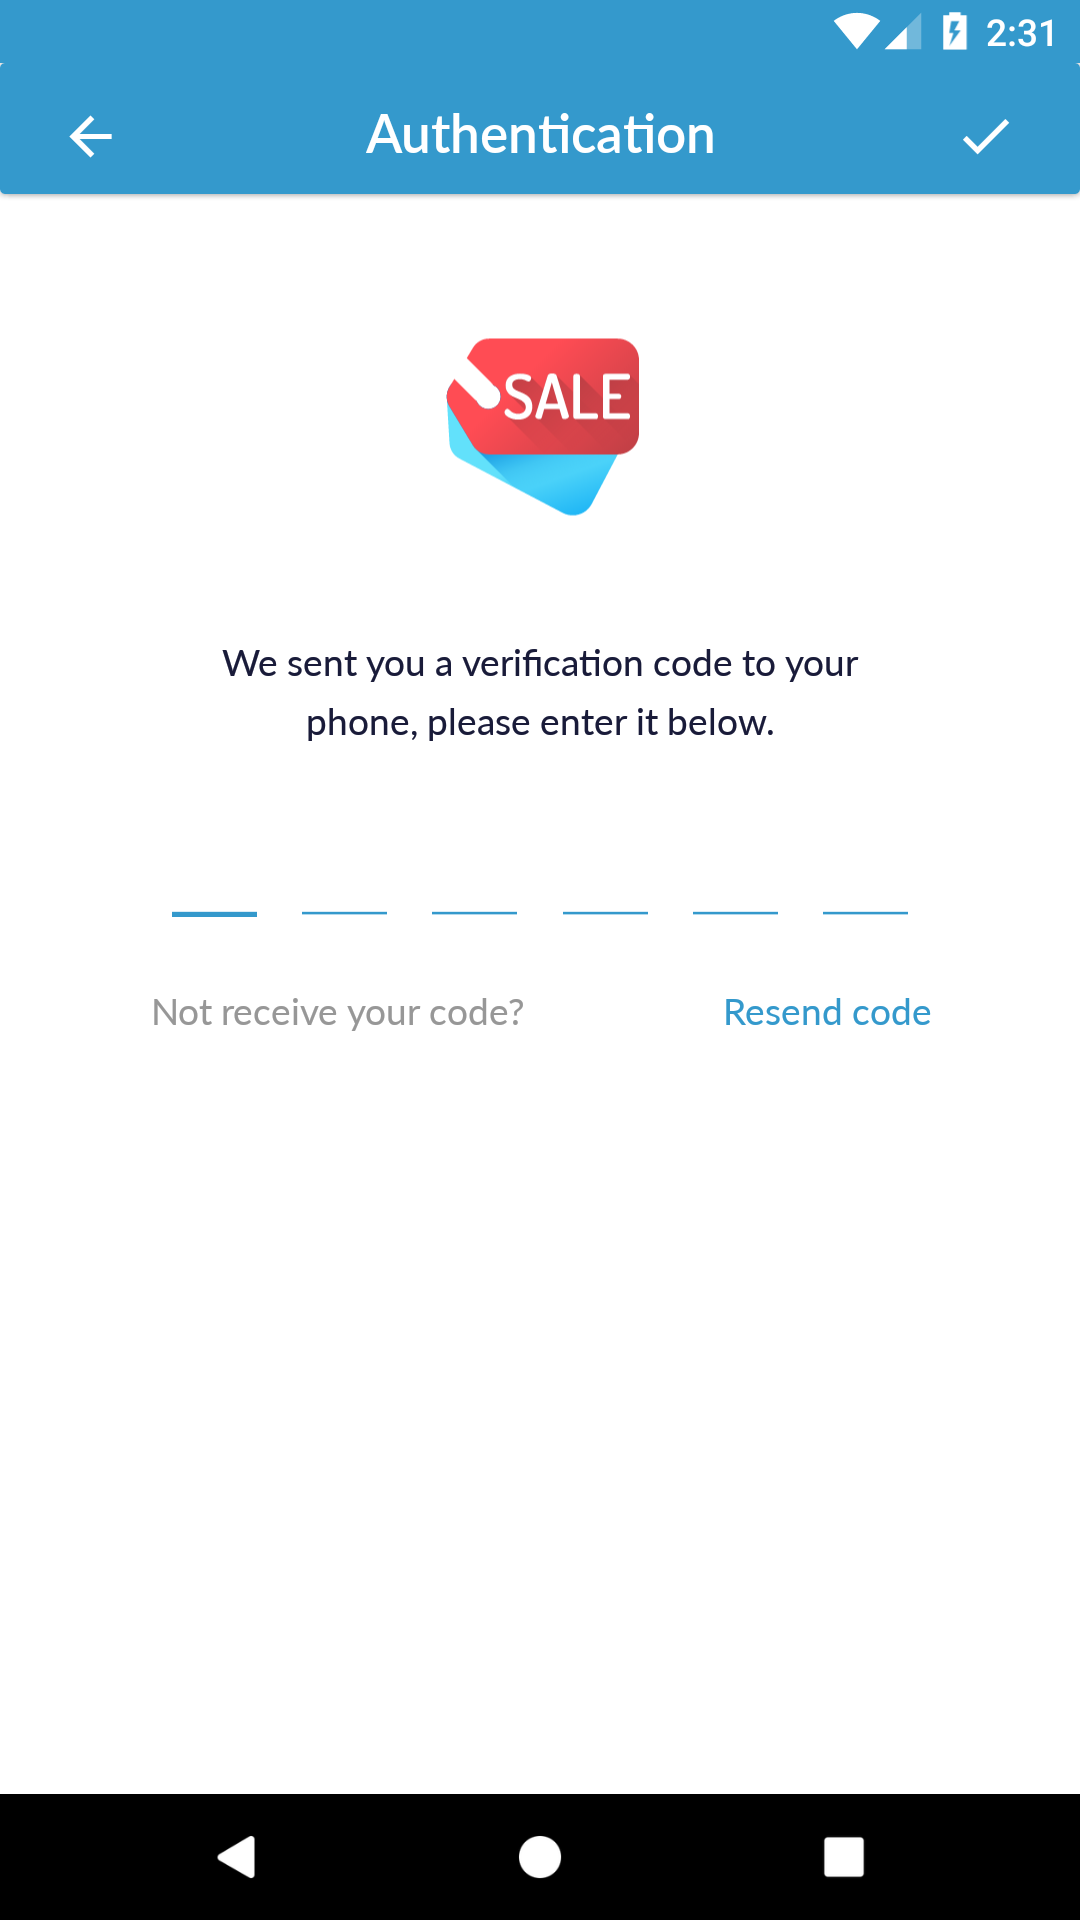 2:31
Authentication
SALE
We sent you a verification code to your
phone, please enter it below.
Not receive your code?
Resend code